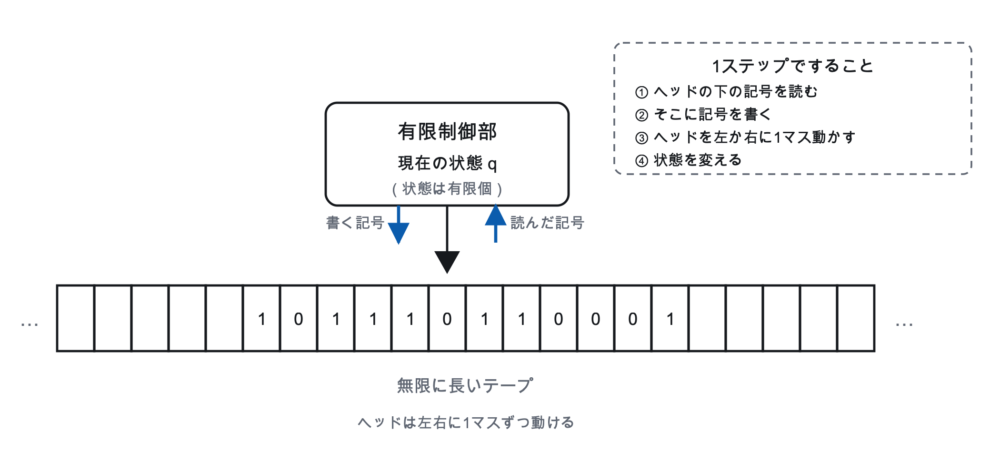 1ステップですること
① ヘッドの下の記号を読む
② そこに記号を書く
③ ヘッドを左か右に1マス動かす
④ 状態を変える
有限制御部
現在の状態 q
( 状態は有限個 )
書く記号
読んだ記号
… 1 0 1 1 1 0 1 1 0 0 0 1 …
無限に長いテープ
ヘッドは左右に1マスずつ動ける